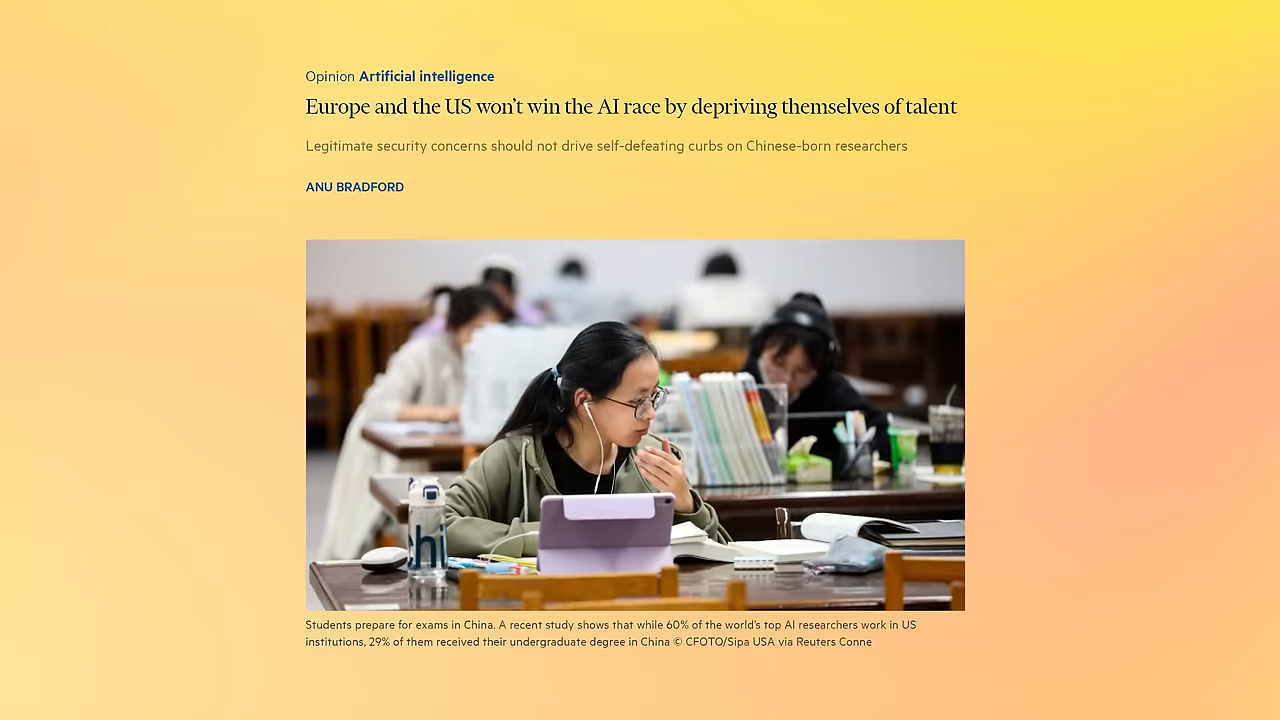 Opinion Artificial intelligence
Europe and the US won't win the AI race by depriving themselves of talent
Legitimate security concerns should not drive self-defeating curbs on Chinese-born researchers
ANU BRADFORD
chi
Students prepare for exams in China. A recent study shows that while 60% of the world's top AI researchers work in US
institutions, 29% of them received their undergraduate degree in China © CFOTO/Sipa USA via Reuters Conne